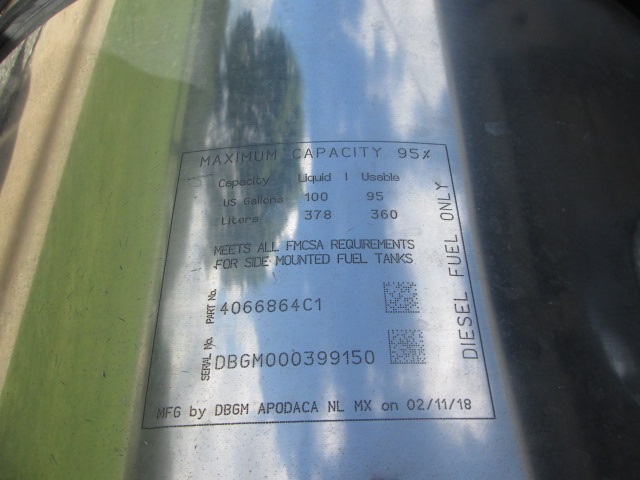 MAXIMUM CAPACITY 95%
Capacity Liquid | Usable
US Gallons 100 95
Liters 378 360
MEETS ALL FMCSA REQUIREMENTS
FOR SIDE MOUNTED FUEL TANKS
PART No. 4066864C1
SERIAL No. DBGM000399150
MFG by DBGM APODACA NL MX on 02/11/18
DIESEL FUEL ONLY